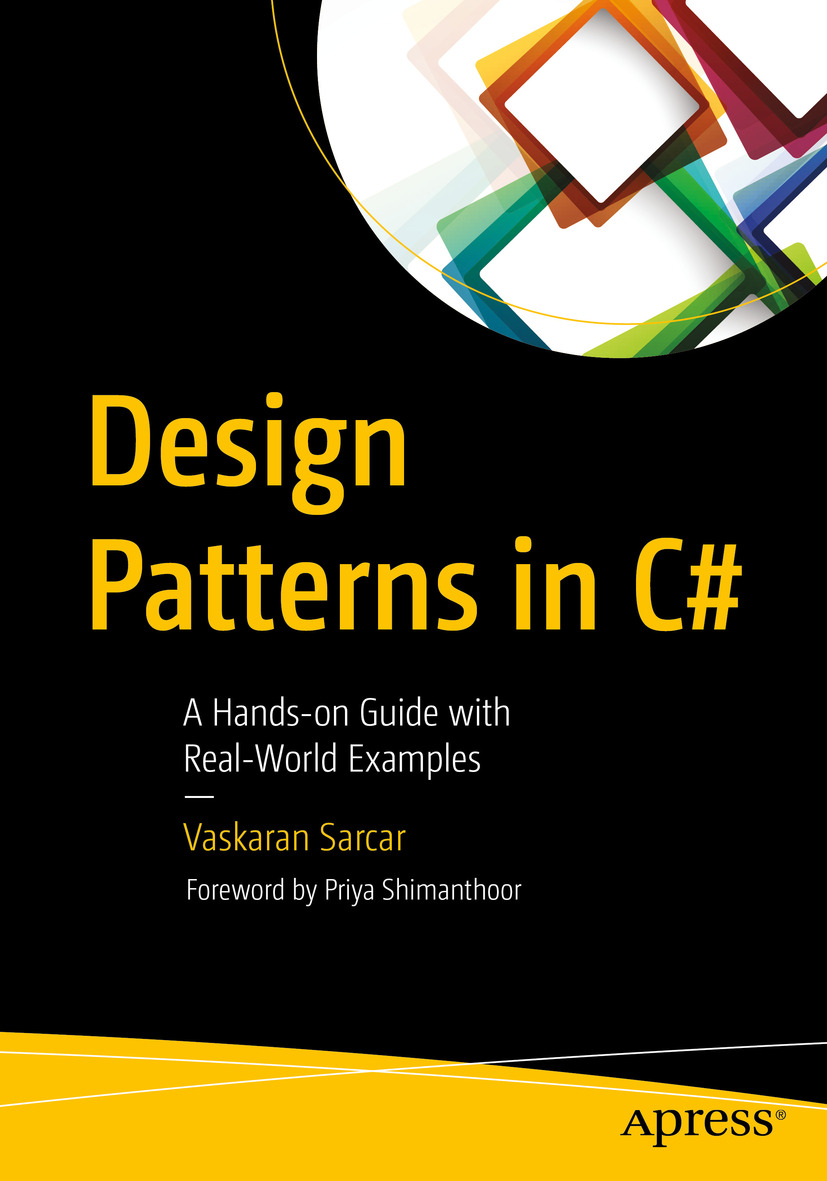 Design
Patterns in C#
A Hands-on Guide with
Real-World Examples
Vaskaran Sarcar
Foreword by Priya Shimanthoor
Apress®